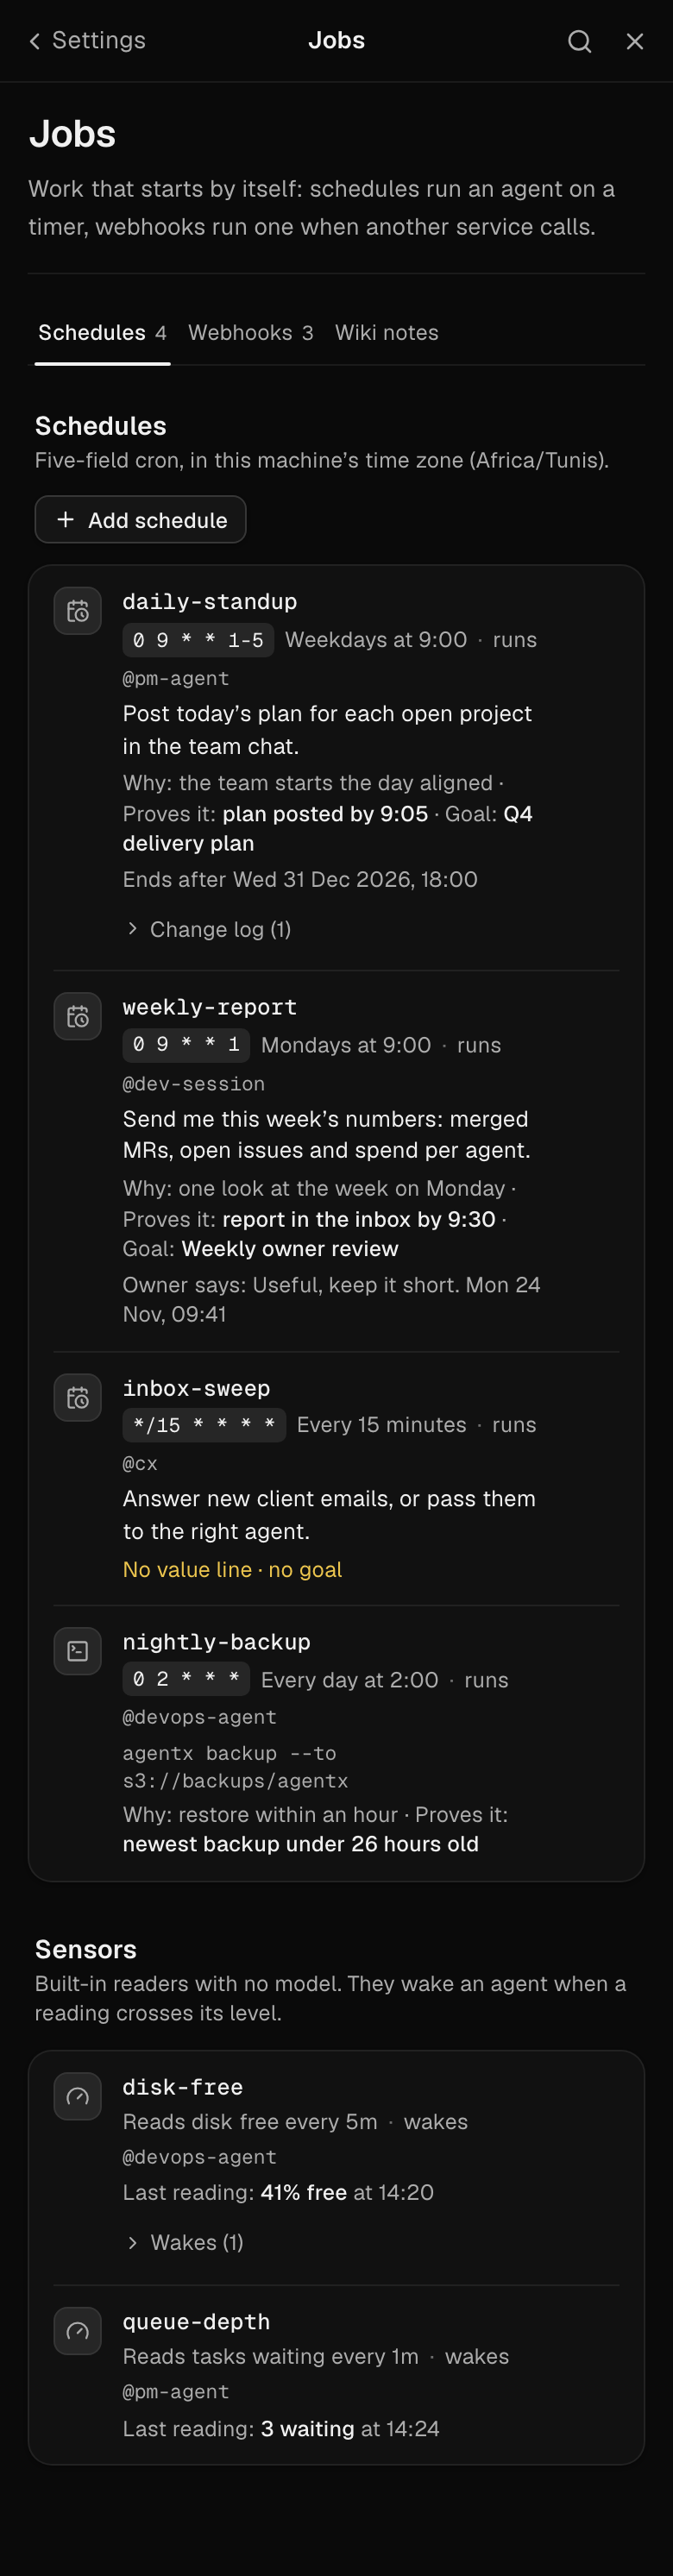 Settings
Jobs
Jobs
Work that starts by itself: schedules run an agent on a
timer, webhooks run one when another service calls.
Schedules 4
Webhooks 3
Wiki notes
Schedules
Five-field cron, in this machine’s time zone (Africa/Tunis).
+ Add schedule
daily-standup
0 9 * * 1-5 Weekdays at 9:00 · runs
@pm-agent
Post today’s plan for each open project
in the team chat.
Why: the team starts the day aligned ·
Proves it: plan posted by 9:05 · Goal: Q4
delivery plan
Ends after Wed 31 Dec 2026, 18:00
Change log (1)
weekly-report
0 9 * * 1 Mondays at 9:00 · runs
@dev-session
Send me this week’s numbers: merged
MRs, open issues and spend per agent.
Why: one look at the week on Monday ·
Proves it: report in the inbox by 9:30 ·
Goal: Weekly owner review
Owner says: Useful, keep it short. Mon 24
Nov, 09:41
inbox-sweep
*/15 * * * * Every 15 minutes · runs
@cx
Answer new client emails, or pass them
to the right agent.
No value line · no goal
nightly-backup
0 2 * * * Every day at 2:00 · runs
@devops-agent
agentx backup --to
s3://backups/agentx
Why: restore within an hour · Proves it:
newest backup under 26 hours old
Sensors
Built-in readers with no model. They wake an agent when a
reading crosses its level.
disk-free
Reads disk free every 5m · wakes
@devops-agent
Last reading: 41% free at 14:20
Wakes (1)
queue-depth
Reads tasks waiting every 1m · wakes
@pm-agent
Last reading: 3 waiting at 14:24